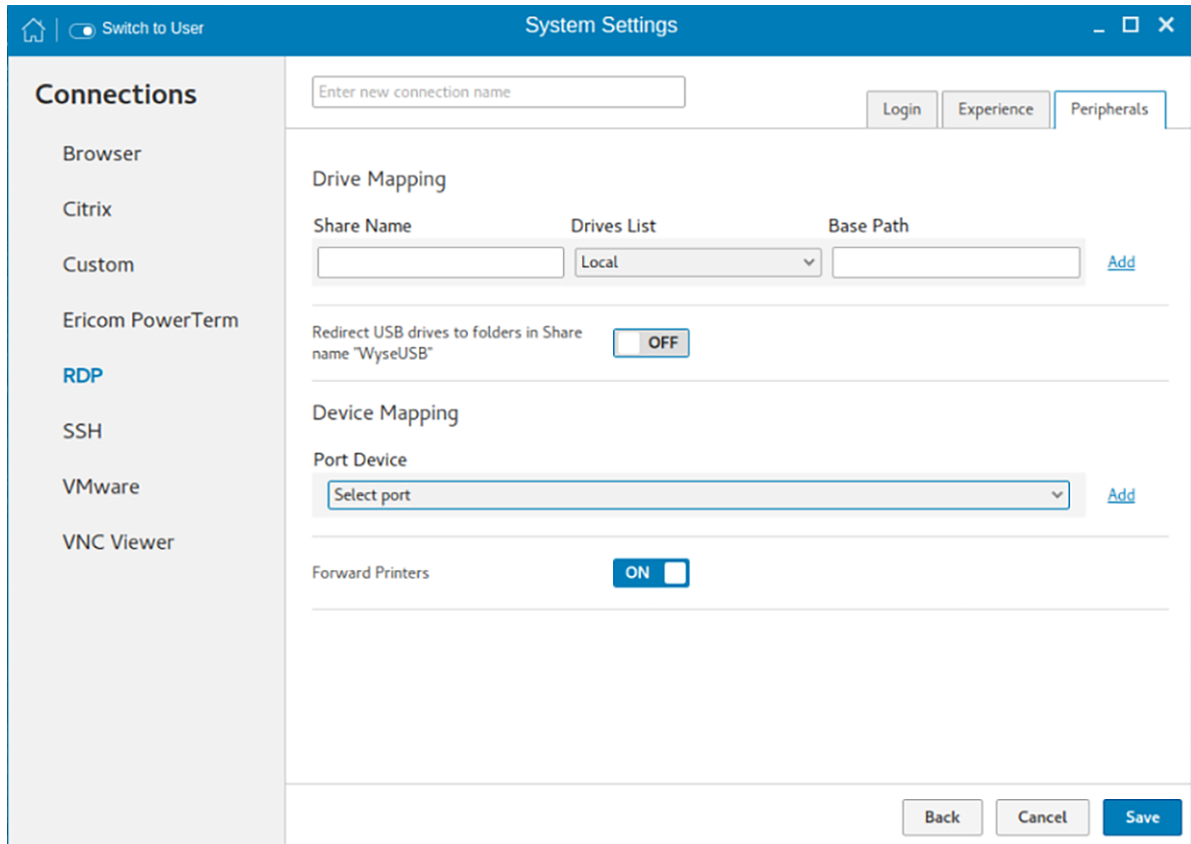 Switch to User
System Settings
Connections
Browser
Citrix
Custom
Ericom PowerTerm
RDP
SSH
VMware
VNC Viewer
Enter new connection name
Login
Experience
Peripherals
Drive Mapping
Share Name Drives List Base Path
Local
Add
Redirect USB drives to folders in Share
name "WyseUSB"
OFF
Device Mapping
Port Device
Select port
Add
Forward Printers
ON
Back
Cancel
Save